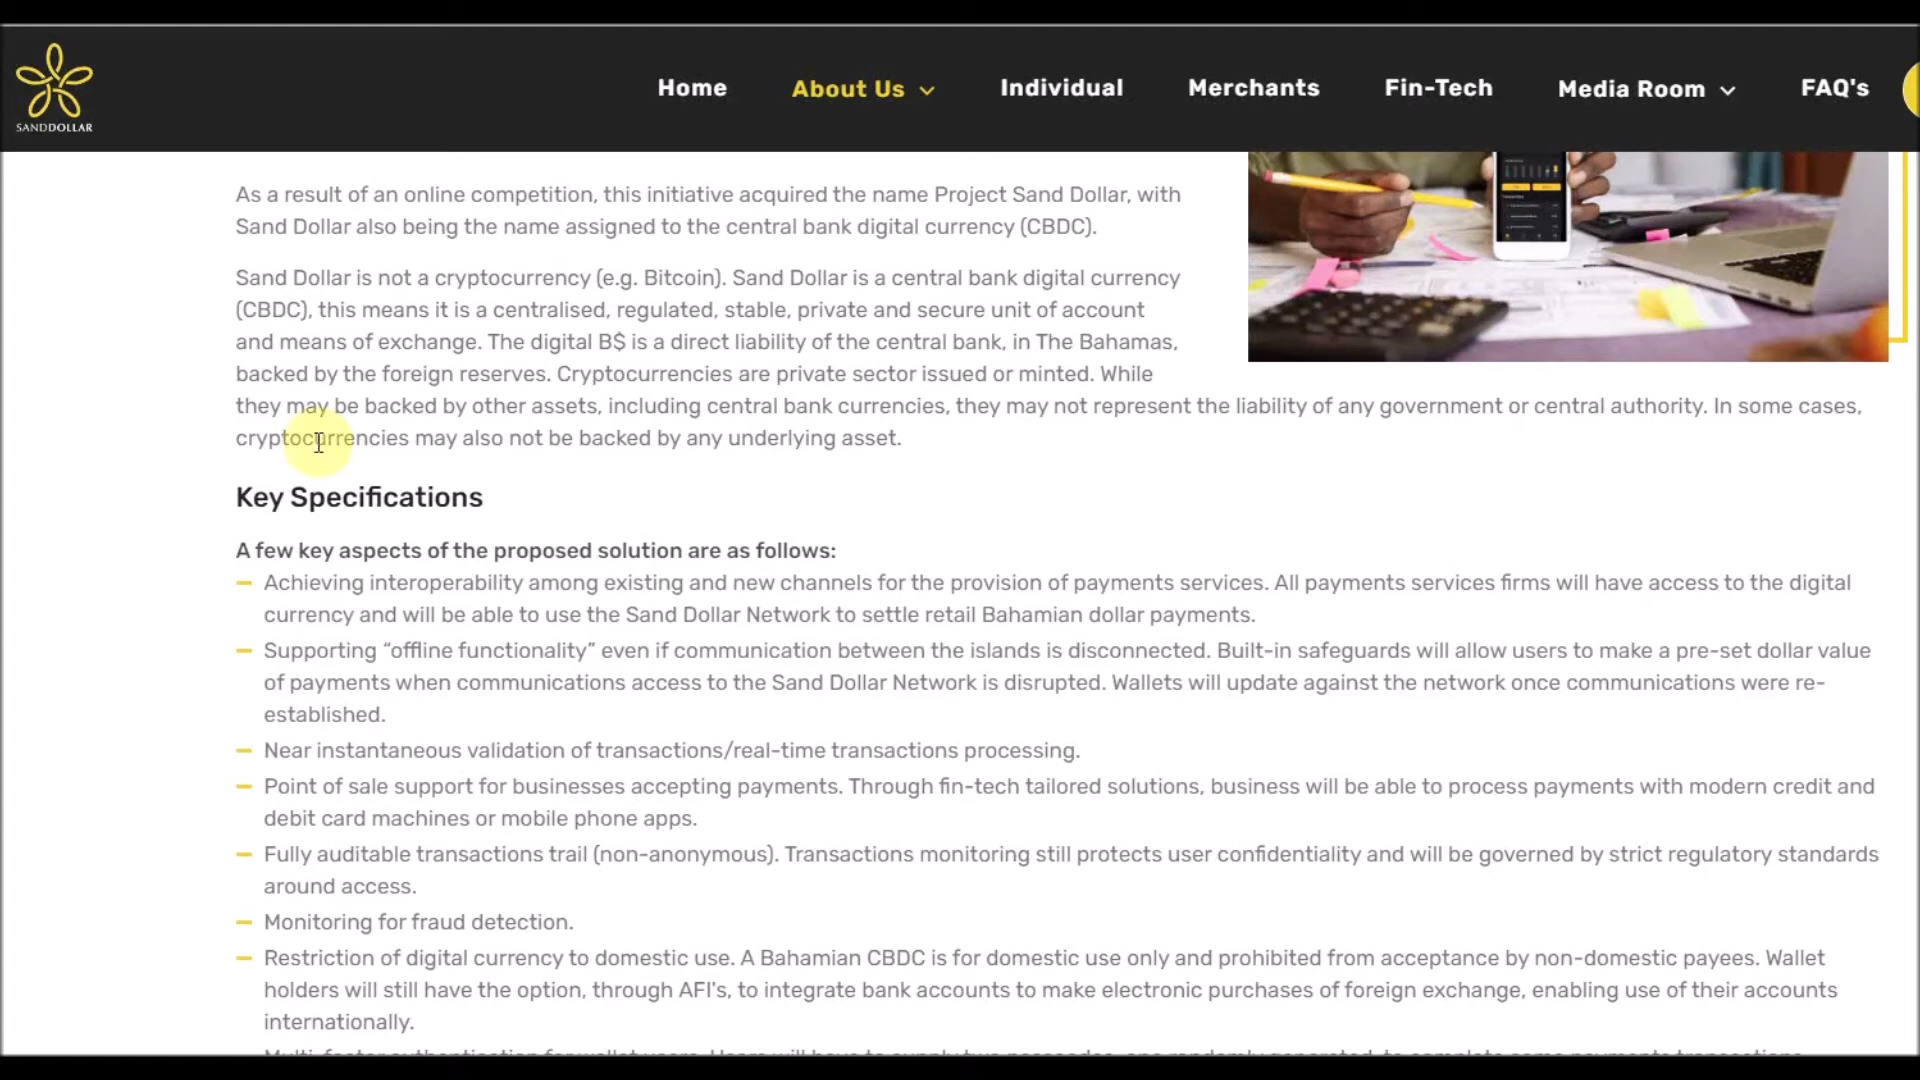 SANDDOLLAR
Home About Us Individual Merchants Fin-Tech Media Room FAQ's
As a result of an online competition, this initiative acquired the name Project Sand Dollar, with
Sand Dollar also being the name assigned to the central bank digital currency (CBDC).
Sand Dollar is not a cryptocurrency (e.g. Bitcoin). Sand Dollar is a central bank digital currency
(CBDC), this means it is a centralised, regulated, stable, private and secure unit of account
and means of exchange. The digital B$ is a direct liability of the central bank, in The Bahamas,
backed by the foreign reserves. Cryptocurrencies are private sector issued or minted. While
they may be backed by other assets, including central bank currencies, they may not represent the liability of any government or central authority. In some cases,
cryptocurrencies may also not be backed by any underlying asset.
Key Specifications
A few key aspects of the proposed solution are as follows:
Achieving interoperability among existing and new channels for the provision of payments services. All payments services firms will have access to the digital
currency and will be able to use the Sand Dollar Network to settle retail Bahamian dollar payments.
Supporting “offline functionality” even if communication between the islands is disconnected. Built-in safeguards will allow users to make a pre-set dollar value
of payments when communications access to the Sand Dollar Network is disrupted. Wallets will update against the network once communications were re-
established.
Near instantaneous validation of transactions/real-time transactions processing.
Point of sale support for businesses accepting payments. Through fin-tech tailored solutions, business will be able to process payments with modern credit and
debit card machines or mobile phone apps.
Fully auditable transactions trail (non-anonymous). Transactions monitoring still protects user confidentiality and will be governed by strict regulatory standards
around access.
Monitoring for fraud detection.
Restriction of digital currency to domestic use. A Bahamian CBDC is for domestic use only and prohibited from acceptance by non-domestic payees. Wallet
holders will still have the option, through AFI's, to integrate bank accounts to make electronic purchases of foreign exchange, enabling use of their accounts
internationally.